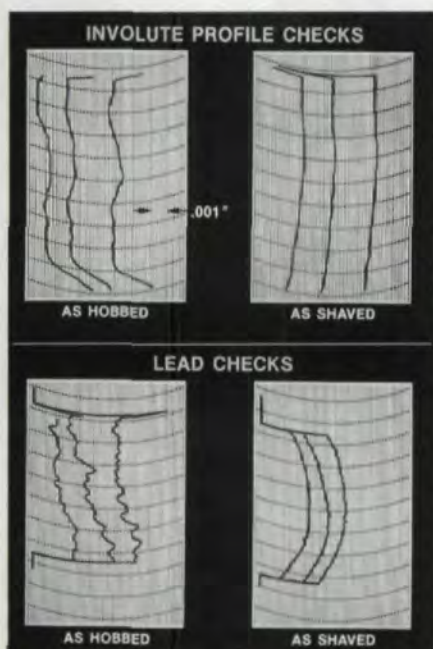 INVOLUTE PROFILE CHECKS
.001"
AS HOBBED
AS SHAVED
LEAD CHECKS
AS HOBBED
AS SHAVED